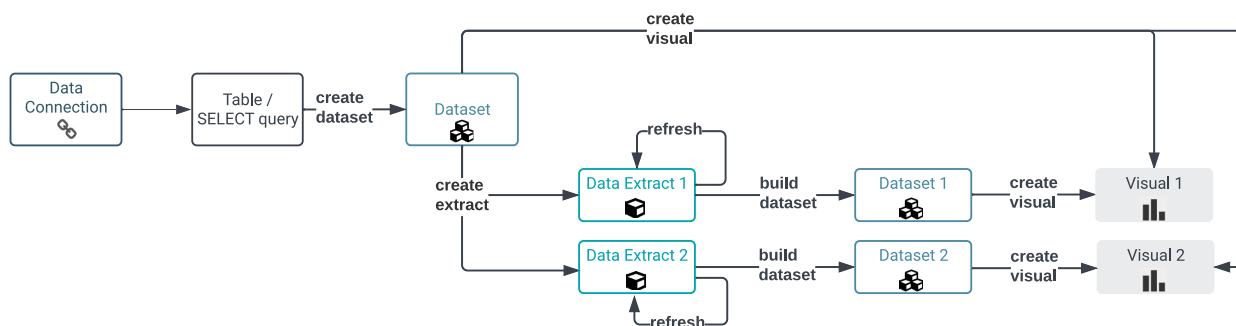 create
visual
Data
Connection
Table /
SELECT query
create
dataset
Dataset
refresh
create
extract
Data Extract 1
build
dataset
Dataset 1
create
visual
Visual 1
Data Extract 2
build
dataset
Dataset 2
create
visual
Visual 2
refresh